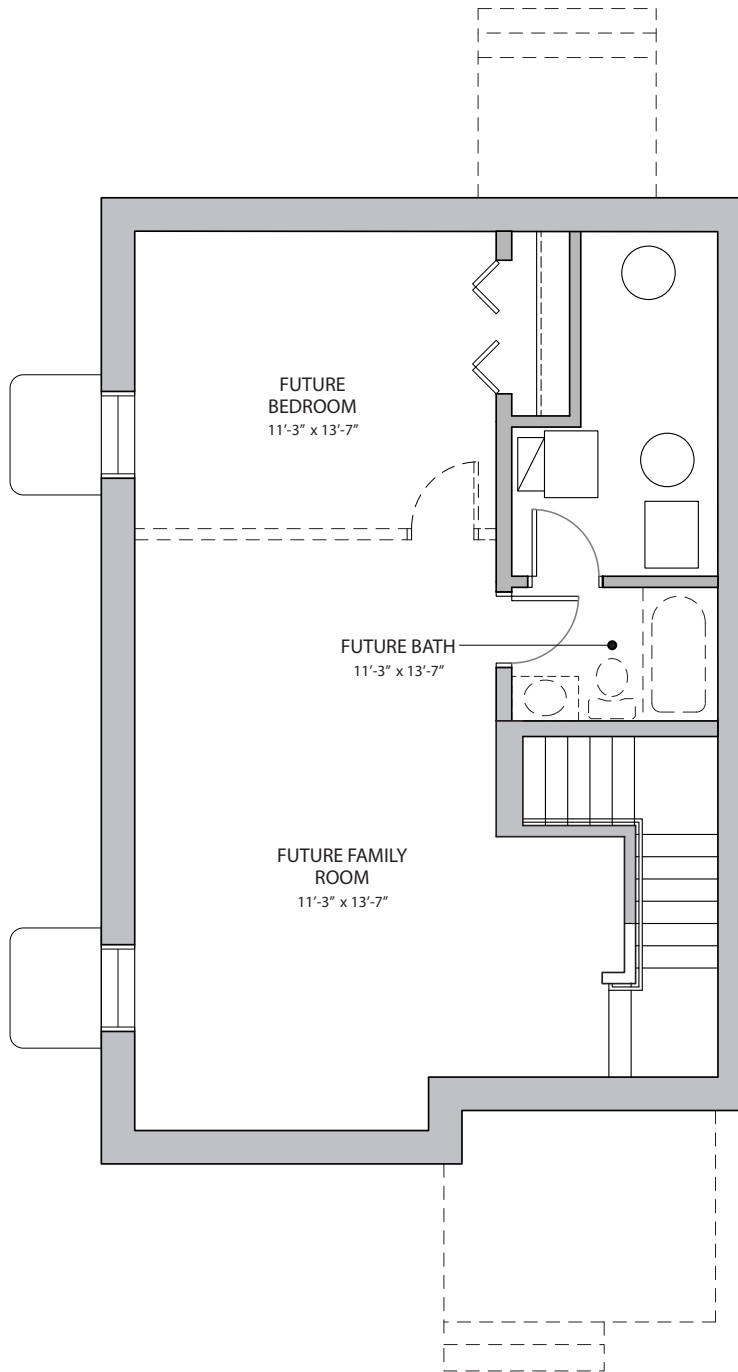 FUTURE
BEDROOM
11’-3” x 13’-7”
FUTURE BATH
11’-3” x 13’-7”
FUTURE FAMILY
ROOM
11’-3” x 13’-7”